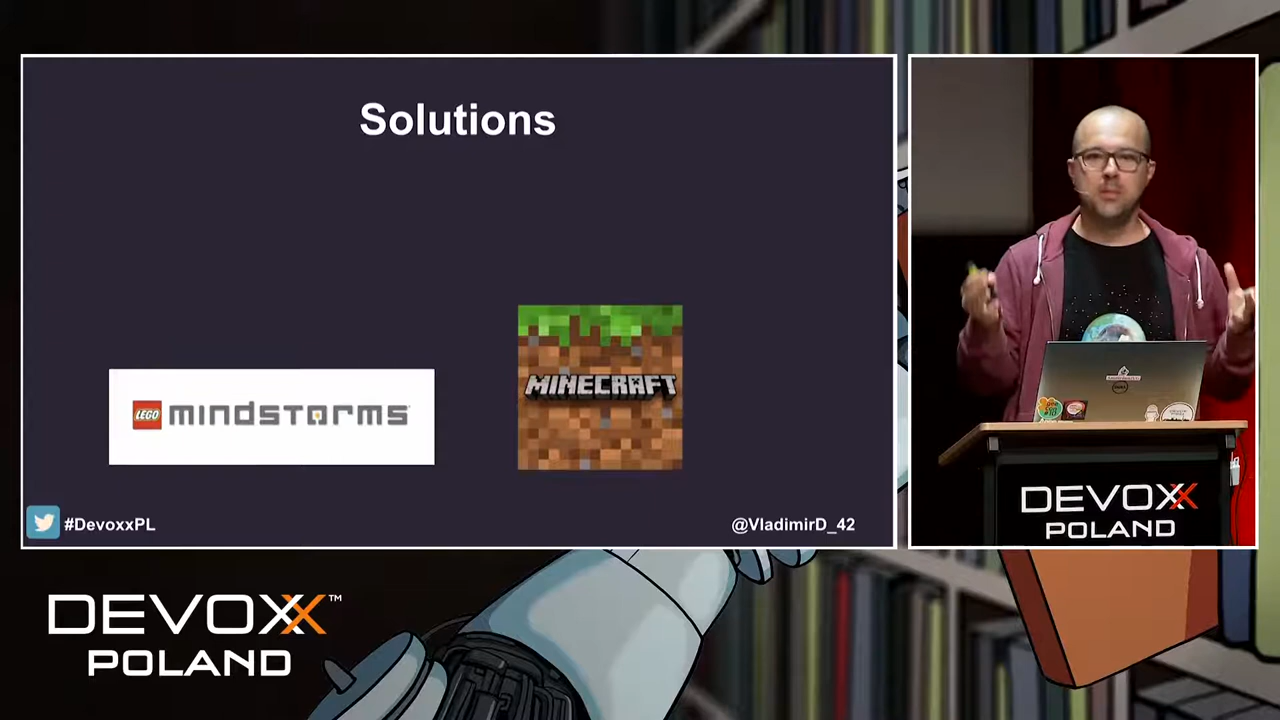 Solutions
LEGO mindstorms
MINECRAFT
#DevoxxPL
@VladimirD_42
DEVOXX
POLAND
DEVOXX™
POLAND